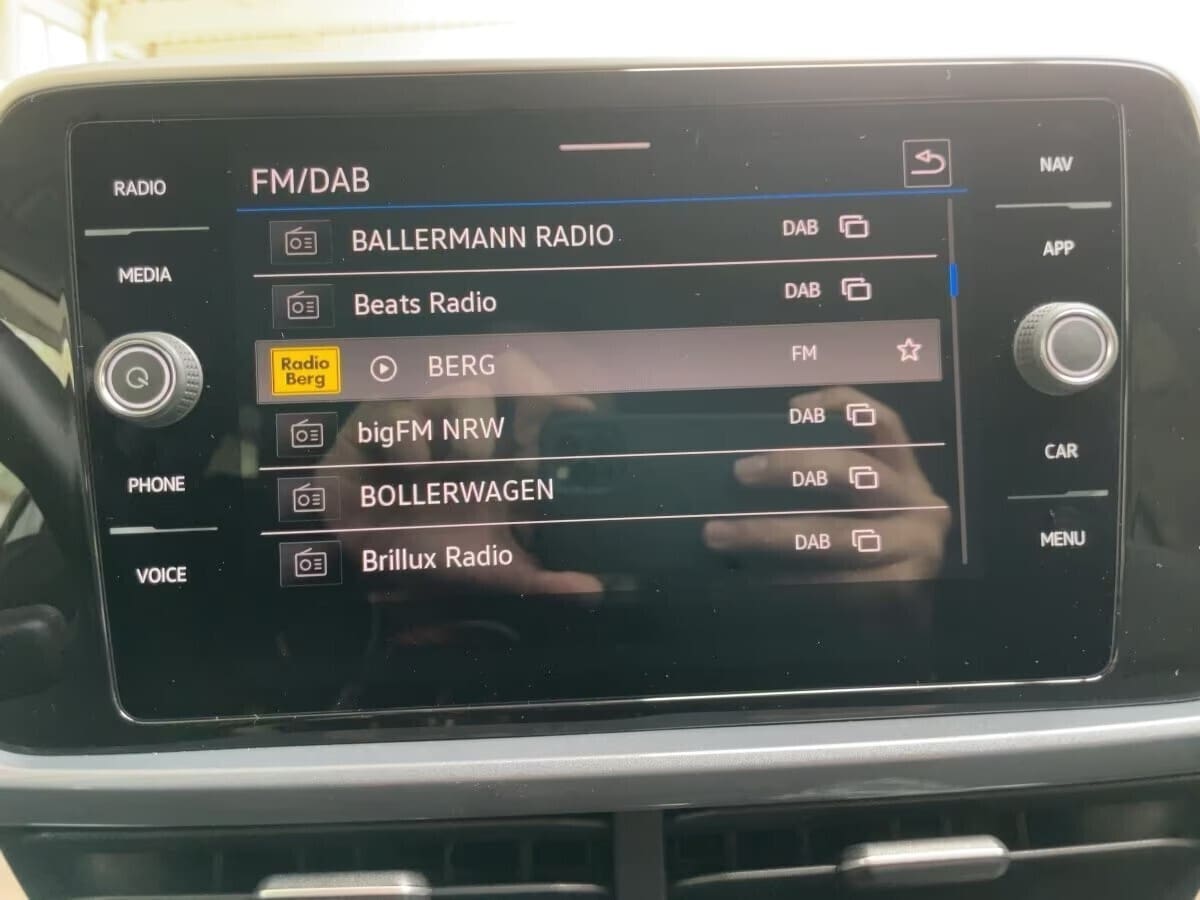 RADIO
MEDIA
PHONE
VOICE
FM/DAB
BALLERMANN RADIO DAB
Beats Radio DAB
Radio
Berg
BERG FM
bigFM NRW DAB
BOLLERWAGEN DAB
Brillux Radio DAB
NAV
APP
CAR
MENU